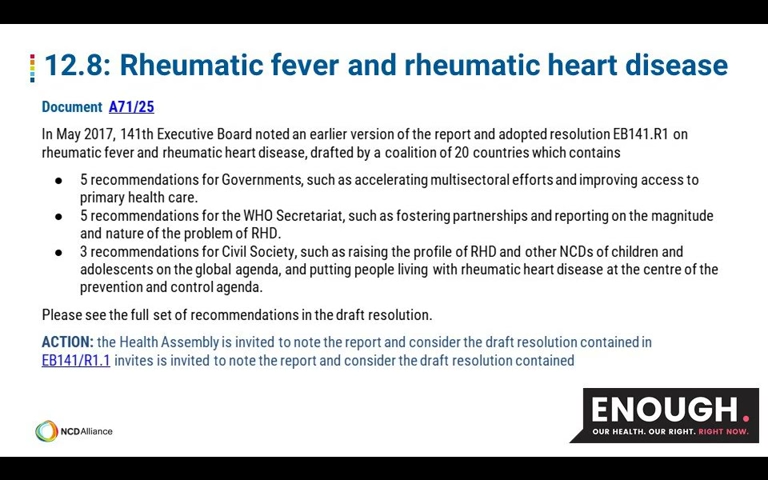 12.8: Rheumatic fever and rheumatic heart disease
Document A71/25
In May 2017, 141th Executive Board noted an earlier version of the report and adopted resolution EB141.R1 on
rheumatic fever and rheumatic heart disease, drafted by a coalition of 20 countries which contains
● 5 recommendations for Governments, such as accelerating multisectoral efforts and improving access to
primary health care.
● 5 recommendations for the WHO Secretariat, such as fostering partnerships and reporting on the magnitude
and nature of the problem of RHD.
● 3 recommendations for Civil Society, such as raising the profile of RHD and other NCDs of children and
adolescents on the global agenda, and putting people living with rheumatic heart disease at the centre of the
prevention and control agenda.
Please see the full set of recommendations in the draft resolution.
ACTION: the Health Assembly is invited to note the report and consider the draft resolution contained in
EB141/R1.1 invites is invited to note the report and consider the draft resolution contained
NCDAlliance
ENOUGH.
OUR HEALTH. OUR RIGHT. RIGHT NOW.